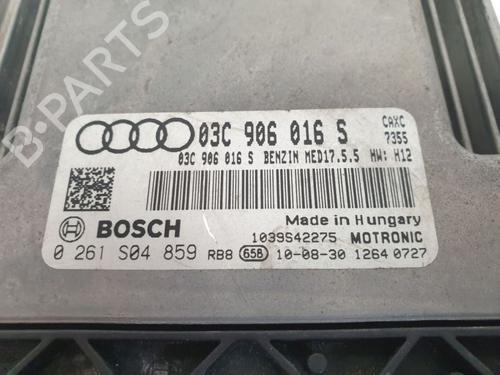 03C 906 016 S CAXC
7355
03C 906 016 S BENZIN MED17.5.5 HW: H12
BOSCH
Made in Hungary
1039S42275 MOTRONIC
0 261 S04 859 RB8 658 10-08-30 1264 0727
B-PARTS